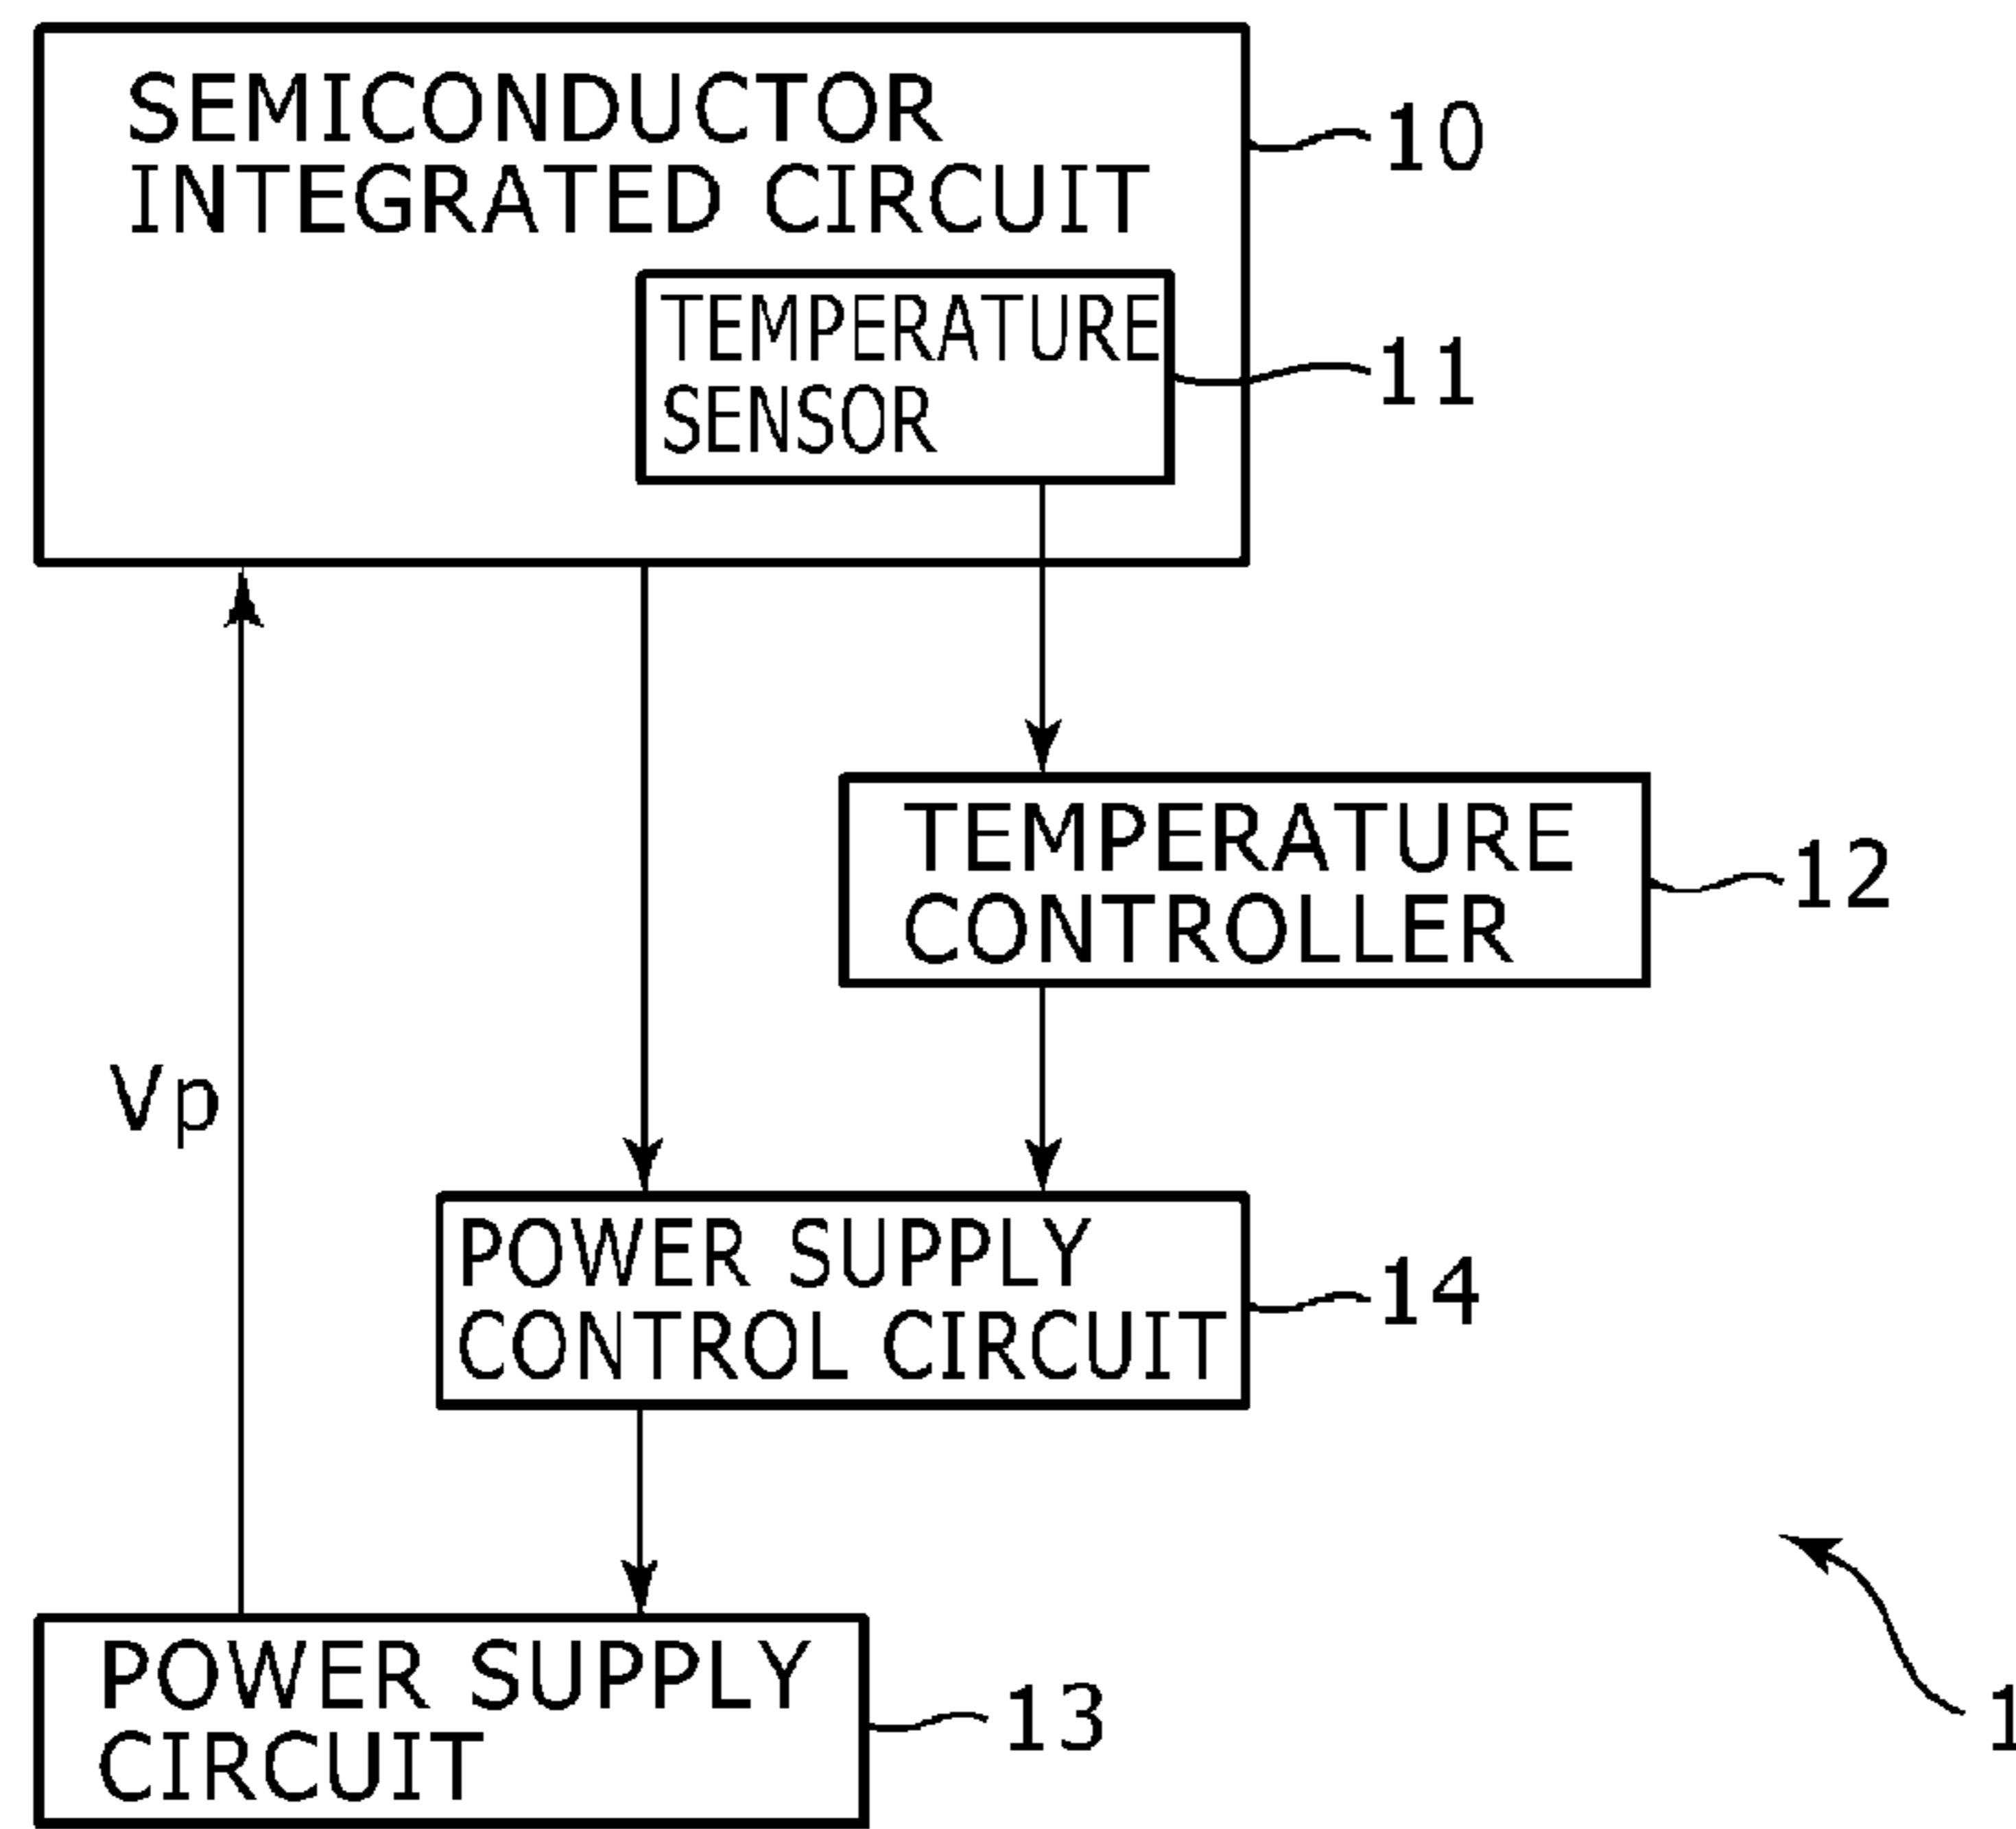 SEMICONDUCTOR
INTEGRATED CIRCUIT
10
TEMPERATURE
SENSOR
11
TEMPERATURE
CONTROLLER
12
Vp
POWER SUPPLY
CONTROL CIRCUIT
14
POWER SUPPLY
CIRCUIT
13
1